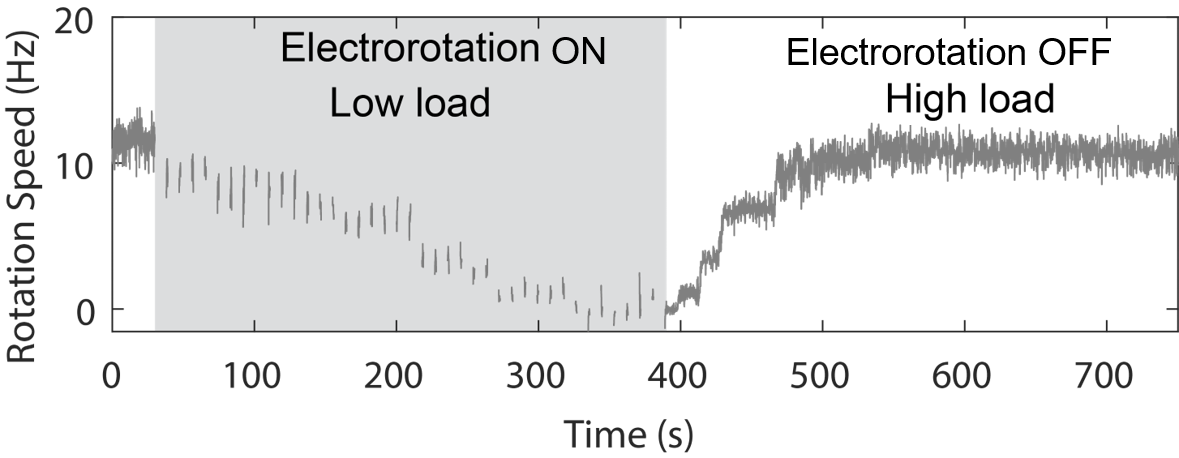 20
10
0
Rotation Speed (Hz)
Electrorotation ON
Low load
Electrorotation OFF
High load
0 100 200 300 400 500 600 700
Time (s)